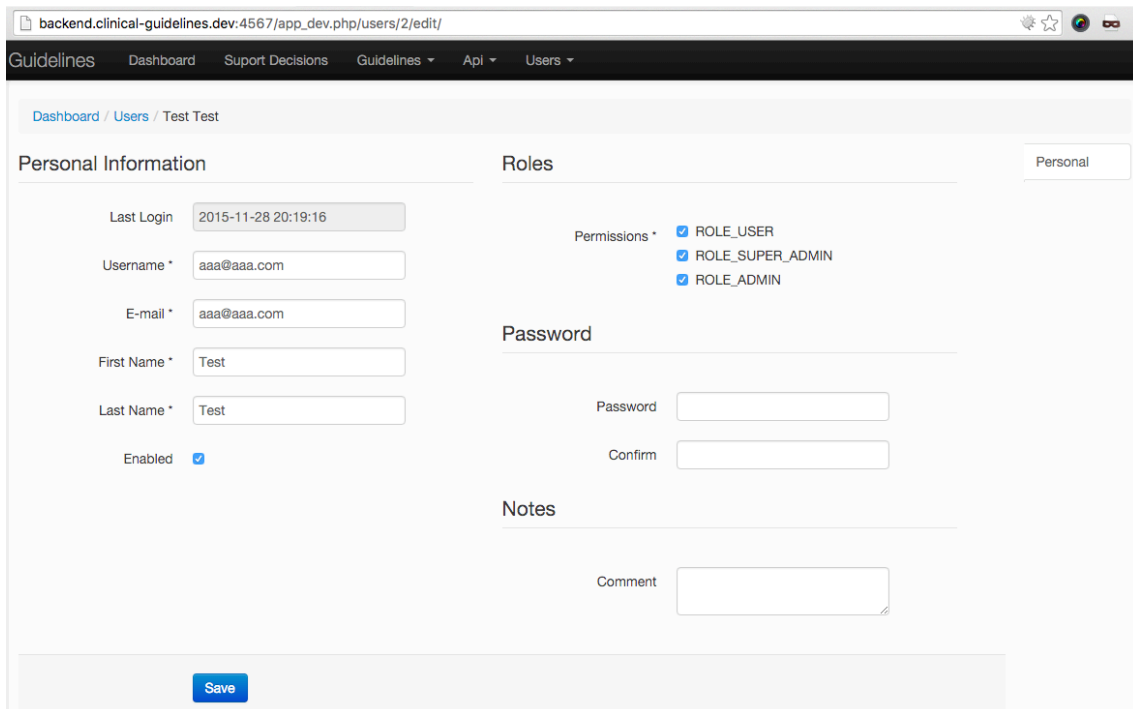 backend.clinical-guidelines.dev:4567/app_dev.php/users/2/edit/
Guidelines Dashboard Suport Decisions Guidelines Api Users
Dashboard / Users / Test Test
Personal Information
Last Login 2015-11-28 20:19:16
Username * aaa@aaa.com
E-mail * aaa@aaa.com
First Name * Test
Last Name * Test
Enabled
Roles
Permissions * ROLE_USER
ROLE_SUPER_ADMIN
ROLE_ADMIN
Password
Password
Confirm
Notes
Comment
Personal
Save